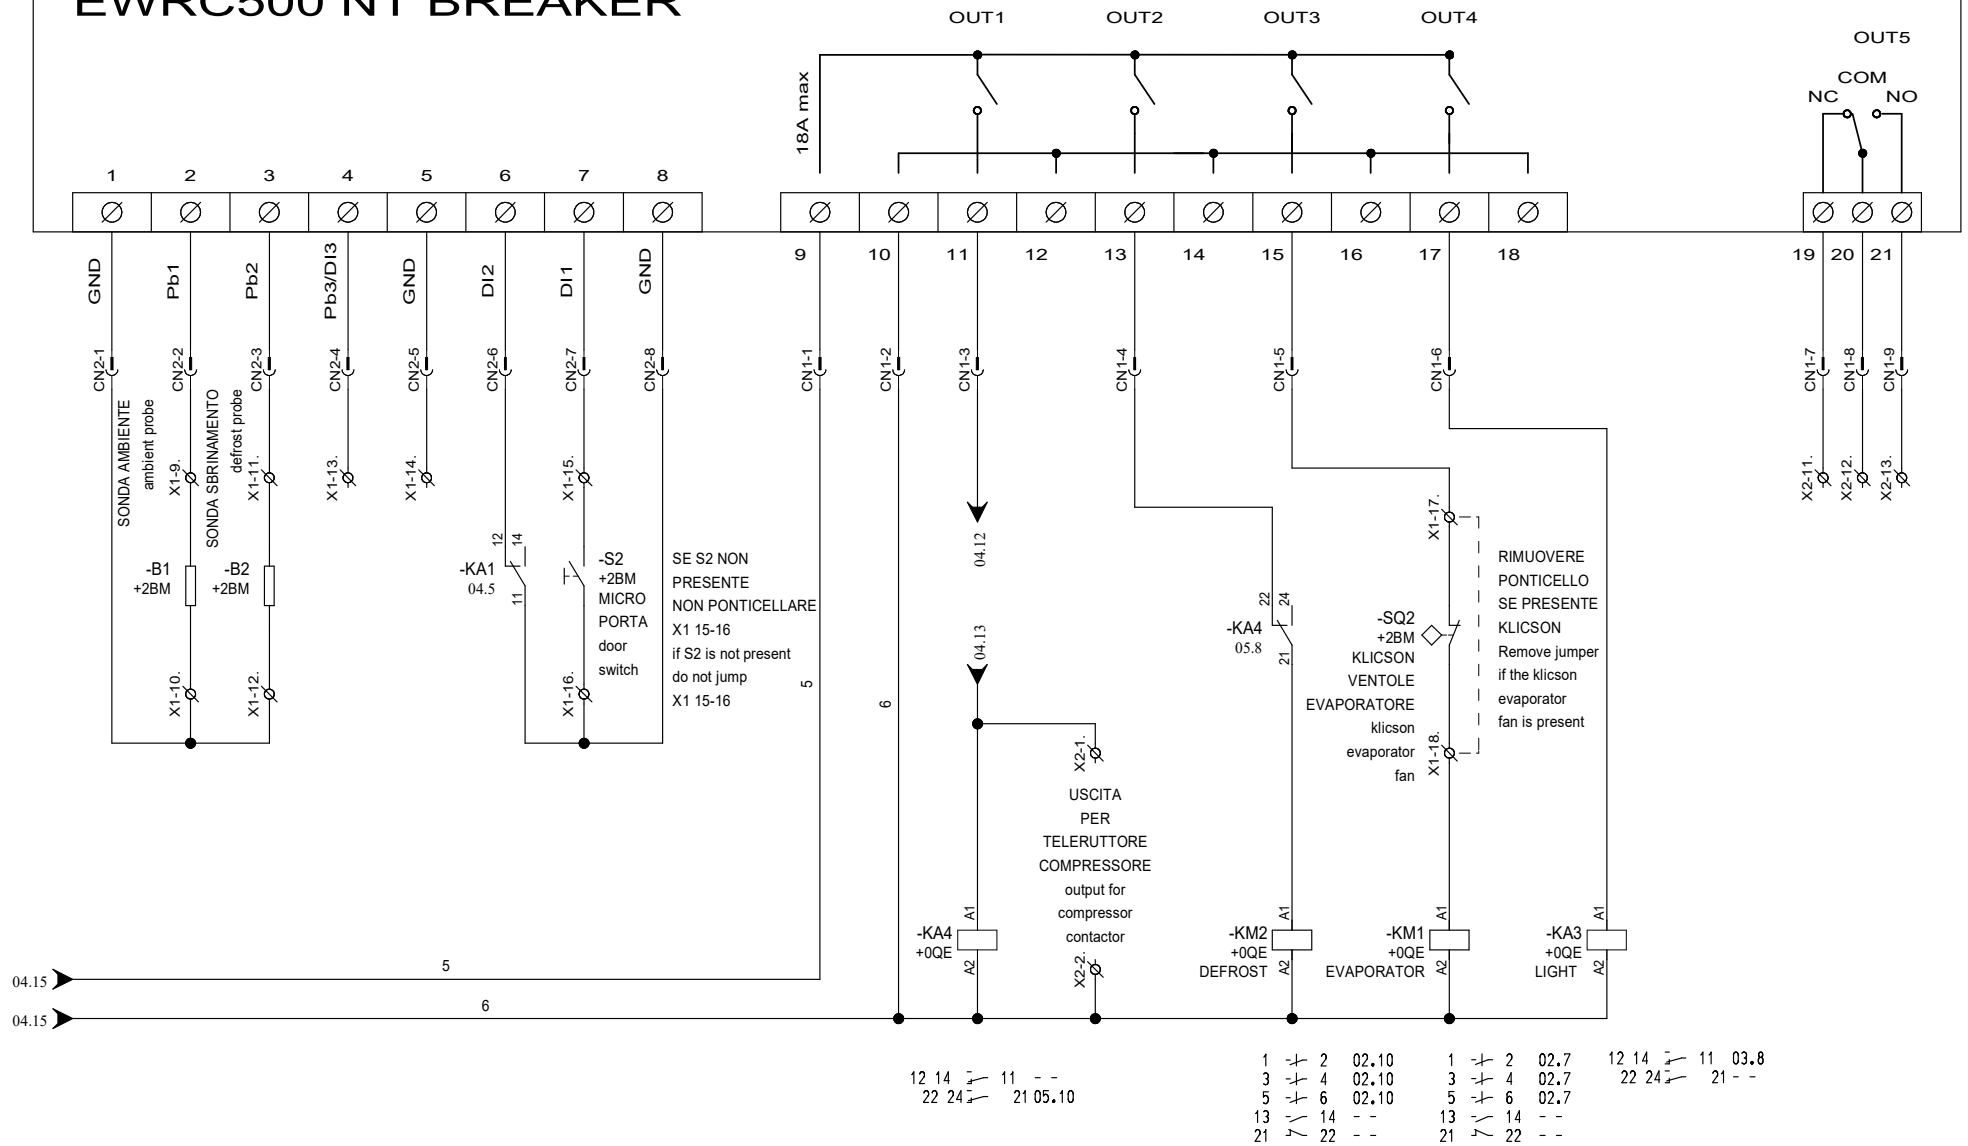 EWRC500 NT BREAKER
OUT1 OUT2 OUT3 OUT4
OUT5
COM
NC NO
18A max
1 2 3 4 5 6 7 8
9 10 11 12 13 14 15 16 17 18
19 20 21
GND Pb1 Pb2 Pb3/DI3 GND DI2 DI1 GND
CN2-1 CN2-2 CN2-3 CN2-4 CN2-5 CN2-6 CN2-7 CN2-8
CN1-1 CN1-2 CN1-3 CN1-4 CN1-5 CN1-6
CN1-7 CN1-8 CN1-9
SONDA AMBIENTE
ambient probe
X1-9.
SONDA SBRINAMENTO
defrost probe
X1-11.
X1-13.
X1-14.
X1-15.
X2-11. X2-12. X2-13.
-B1
+2BM
-B2
+2BM
X1-10.
X1-12.
12 14
-KA1
04.5
11
-S2
+2BM
MICRO
PORTA
door
switch
X1-16.
SE S2 NON
PRESENTE
NON PONTICELLARE
X1 15-16
if S2 is not present
do not jump
X1 15-16
5
6
04.12
04.13
X2-1.
USCITA
PER
TELERUTTORE
COMPRESSORE
output for
compressor
contactor
X2-2.
22 24
-KA4
05.8
21
X1-17.
-SQ2
+2BM
KLICSON
VENTOLE
EVAPORATORE
klicson
evaporator
fan
X1-18.
RIMUOVERE
PONTICELLO
SE PRESENTE
KLICSON
Remove jumper
if the klicson
evaporator
fan is present
A1
-KA4
+0QE
A2
A1
-KM2
+0QE
DEFROST A2
A1
-KM1
+0QE
EVAPORATOR A2
A1
-KA3
+0QE
LIGHT A2
04.15 5
04.15 6
12 14 11 - -
22 24 21 05.10
1 2 02.10
3 4 02.10
5 6 02.10
13 14 - -
21 22 - -
1 2 02.7
3 4 02.7
5 6 02.7
13 14 - -
21 22 - -
12 14 11 03.8
22 24 21 - -